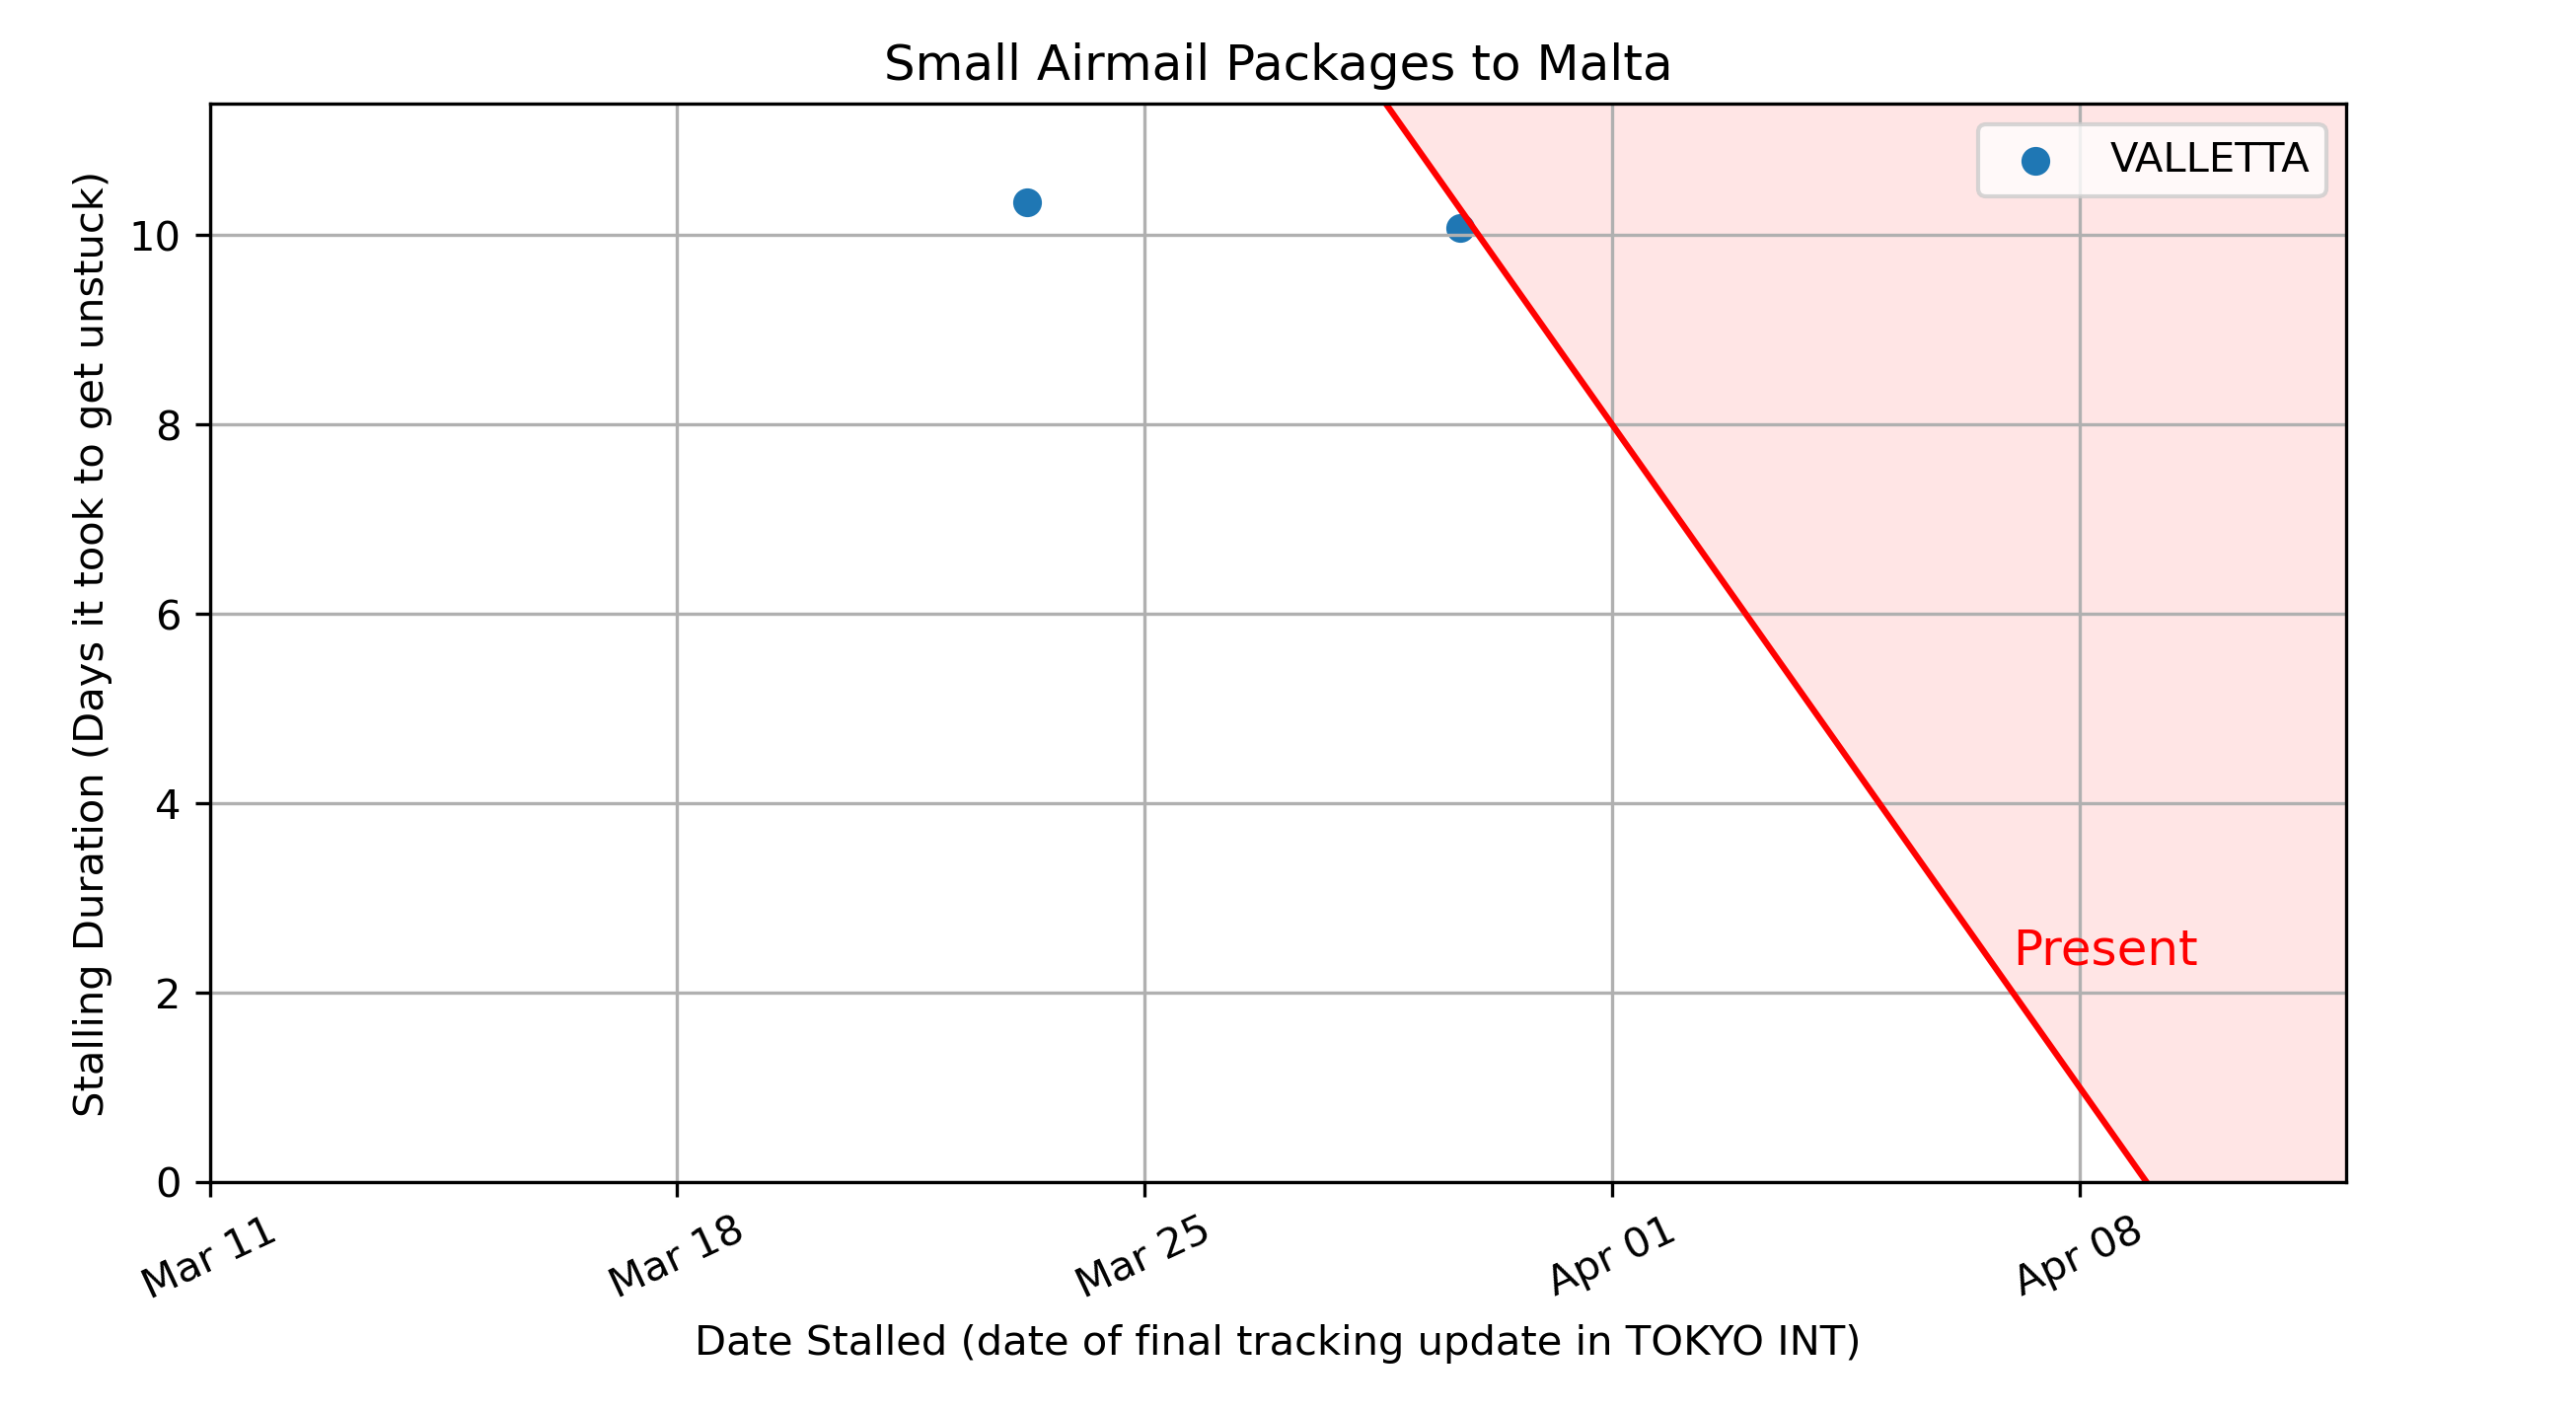 Small Airmail Packages to Malta
VALLETTA
Stalling Duration (Days it took to get unstuck)
10
8
6
4
2
0
Present
Mar 11
Mar 18
Mar 25
Apr 01
Apr 08
Date Stalled (date of final tracking update in TOKYO INT)